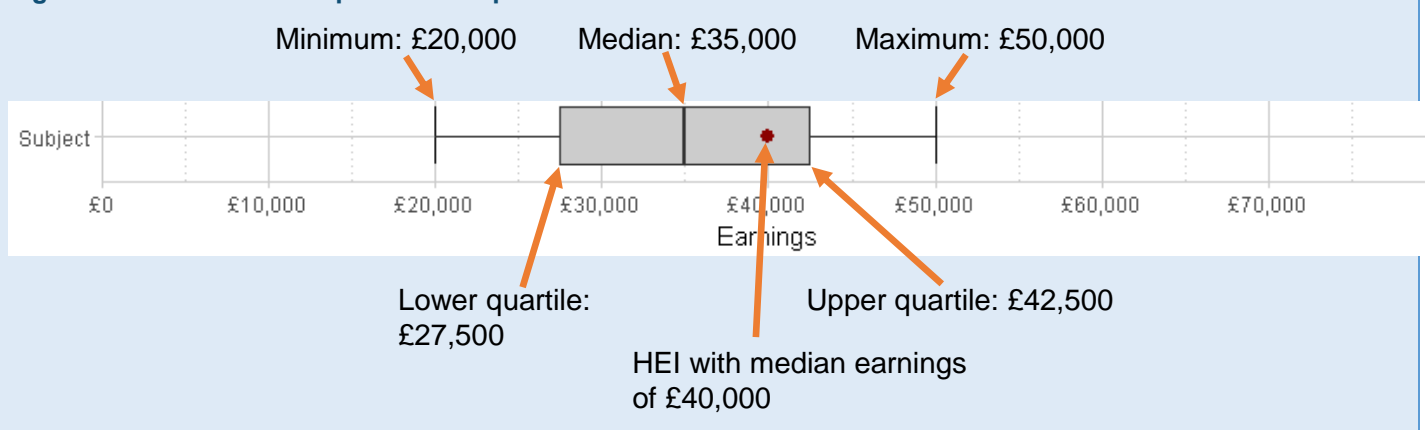 Minimum: £20,000 Median: £35,000 Maximum: £50,000
Subject
£0 £10,000 £20,000 £30,000 £40,000 £50,000 £60,000 £70,000
Earnings
Lower quartile:
£27,500
Upper quartile: £42,500
HEI with median earnings
of £40,000